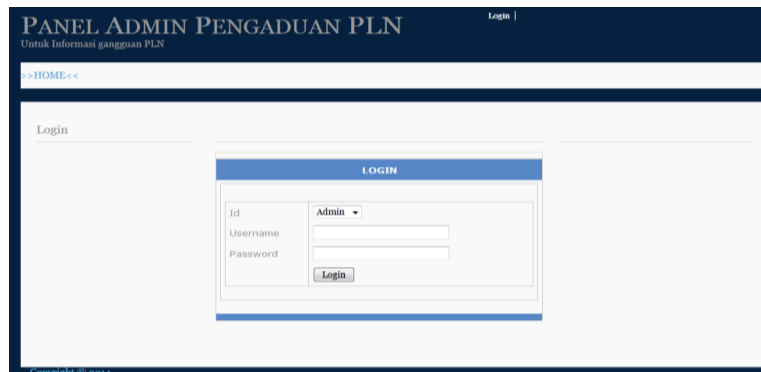 PANEL ADMIN PENGADUAN PLN
Login |
Untuk Informasi gangguan PLN
>>HOME<<
Login
LOGIN
Id Admin
Username
Password
Login